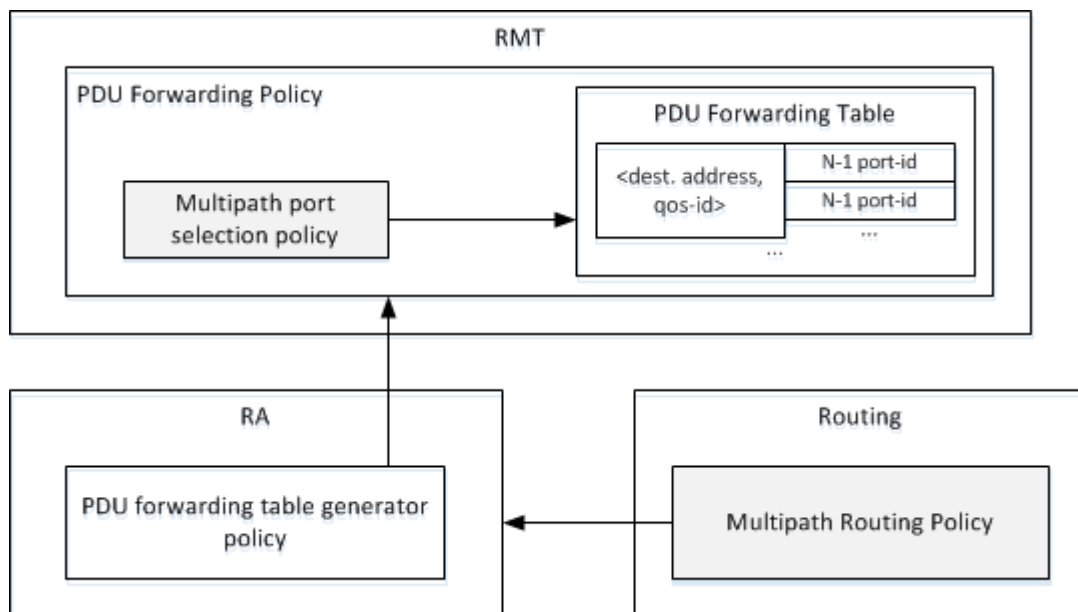 RMT
PDU Forwarding Policy
PDU Forwarding Table
<dest. address,
qos-id>
N-1 port-id
N-1 port-id
...
...
Multipath port
selection policy
RA
PDU forwarding table generator
policy
Routing
Multipath Routing Policy